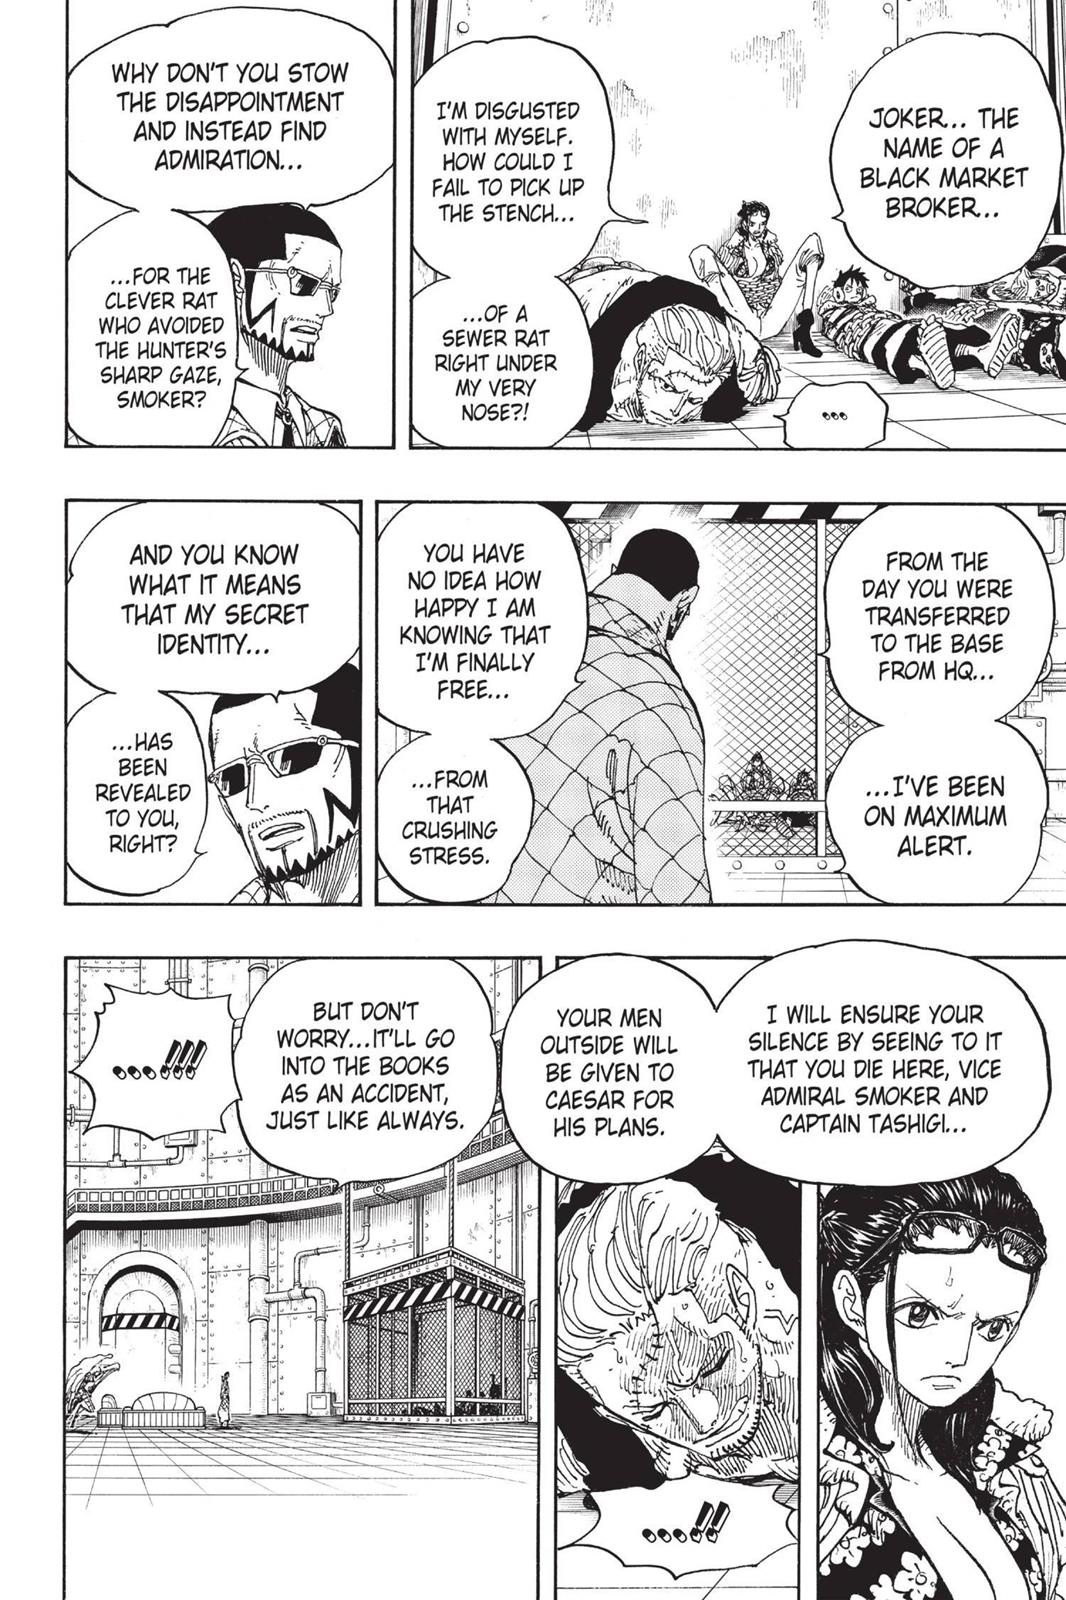 JOKER... THE
NAME OF A
BLACK MARKET
BROKER...
I'M DISGUSTED
WITH MYSELF.
HOW COULD I
FAIL TO PICK UP
THE STENCH...
...OF A
SEWER RAT
RIGHT UNDER
MY VERY
NOSE?!
...
WHY DON'T YOU STOW
THE DISAPPOINTMENT
AND INSTEAD FIND
ADMIRATION...
...FOR THE
CLEVER RAT
WHO AVOIDED
THE HUNTER'S
SHARP GAZE,
SMOKER?
FROM THE
DAY YOU WERE
TRANSFERRED
TO THE BASE
FROM HQ...
...I'VE BEEN
ON MAXIMUM
ALERT.
YOU HAVE
NO IDEA HOW
HAPPY I AM
KNOWING THAT
I'M FINALLY
FREE...
...FROM
THAT
CRUSHING
STRESS.
AND YOU KNOW
WHAT IT MEANS
THAT MY SECRET
IDENTITY...
...HAS
BEEN
REVEALED
TO YOU,
RIGHT?
I WILL ENSURE YOUR
SILENCE BY SEEING TO IT
THAT YOU DIE HERE, VICE
ADMIRAL SMOKER AND
CAPTAIN TASHIGI...
YOUR MEN
OUTSIDE WILL
BE GIVEN TO
CAESAR FOR
HIS PLANS.
...!!
BUT DON'T
WORRY...IT'LL GO
INTO THE BOOKS
AS AN ACCIDENT,
JUST LIKE ALWAYS.
...!!!